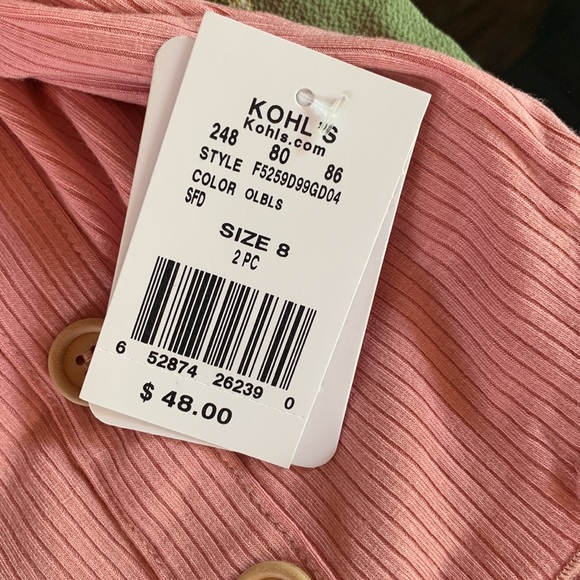 KOHL'S
Kohls.com
248 80 86
STYLE F5259D99GD04
COLOR OLBLS
SFD
SIZE 8
2 PC
6 52874 26239 0
$ 48.00